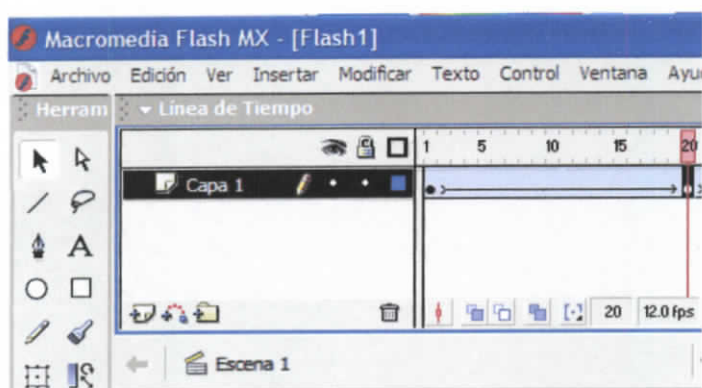 Macromedia Flash MX - [Flash1]
Archivo Edición Ver Insertar Modificar Texto Control Ventana Ayu
Herram Línea de Tiempo
1 5 10 15 20
Capa 1
20 12.0 fps
Escena 1